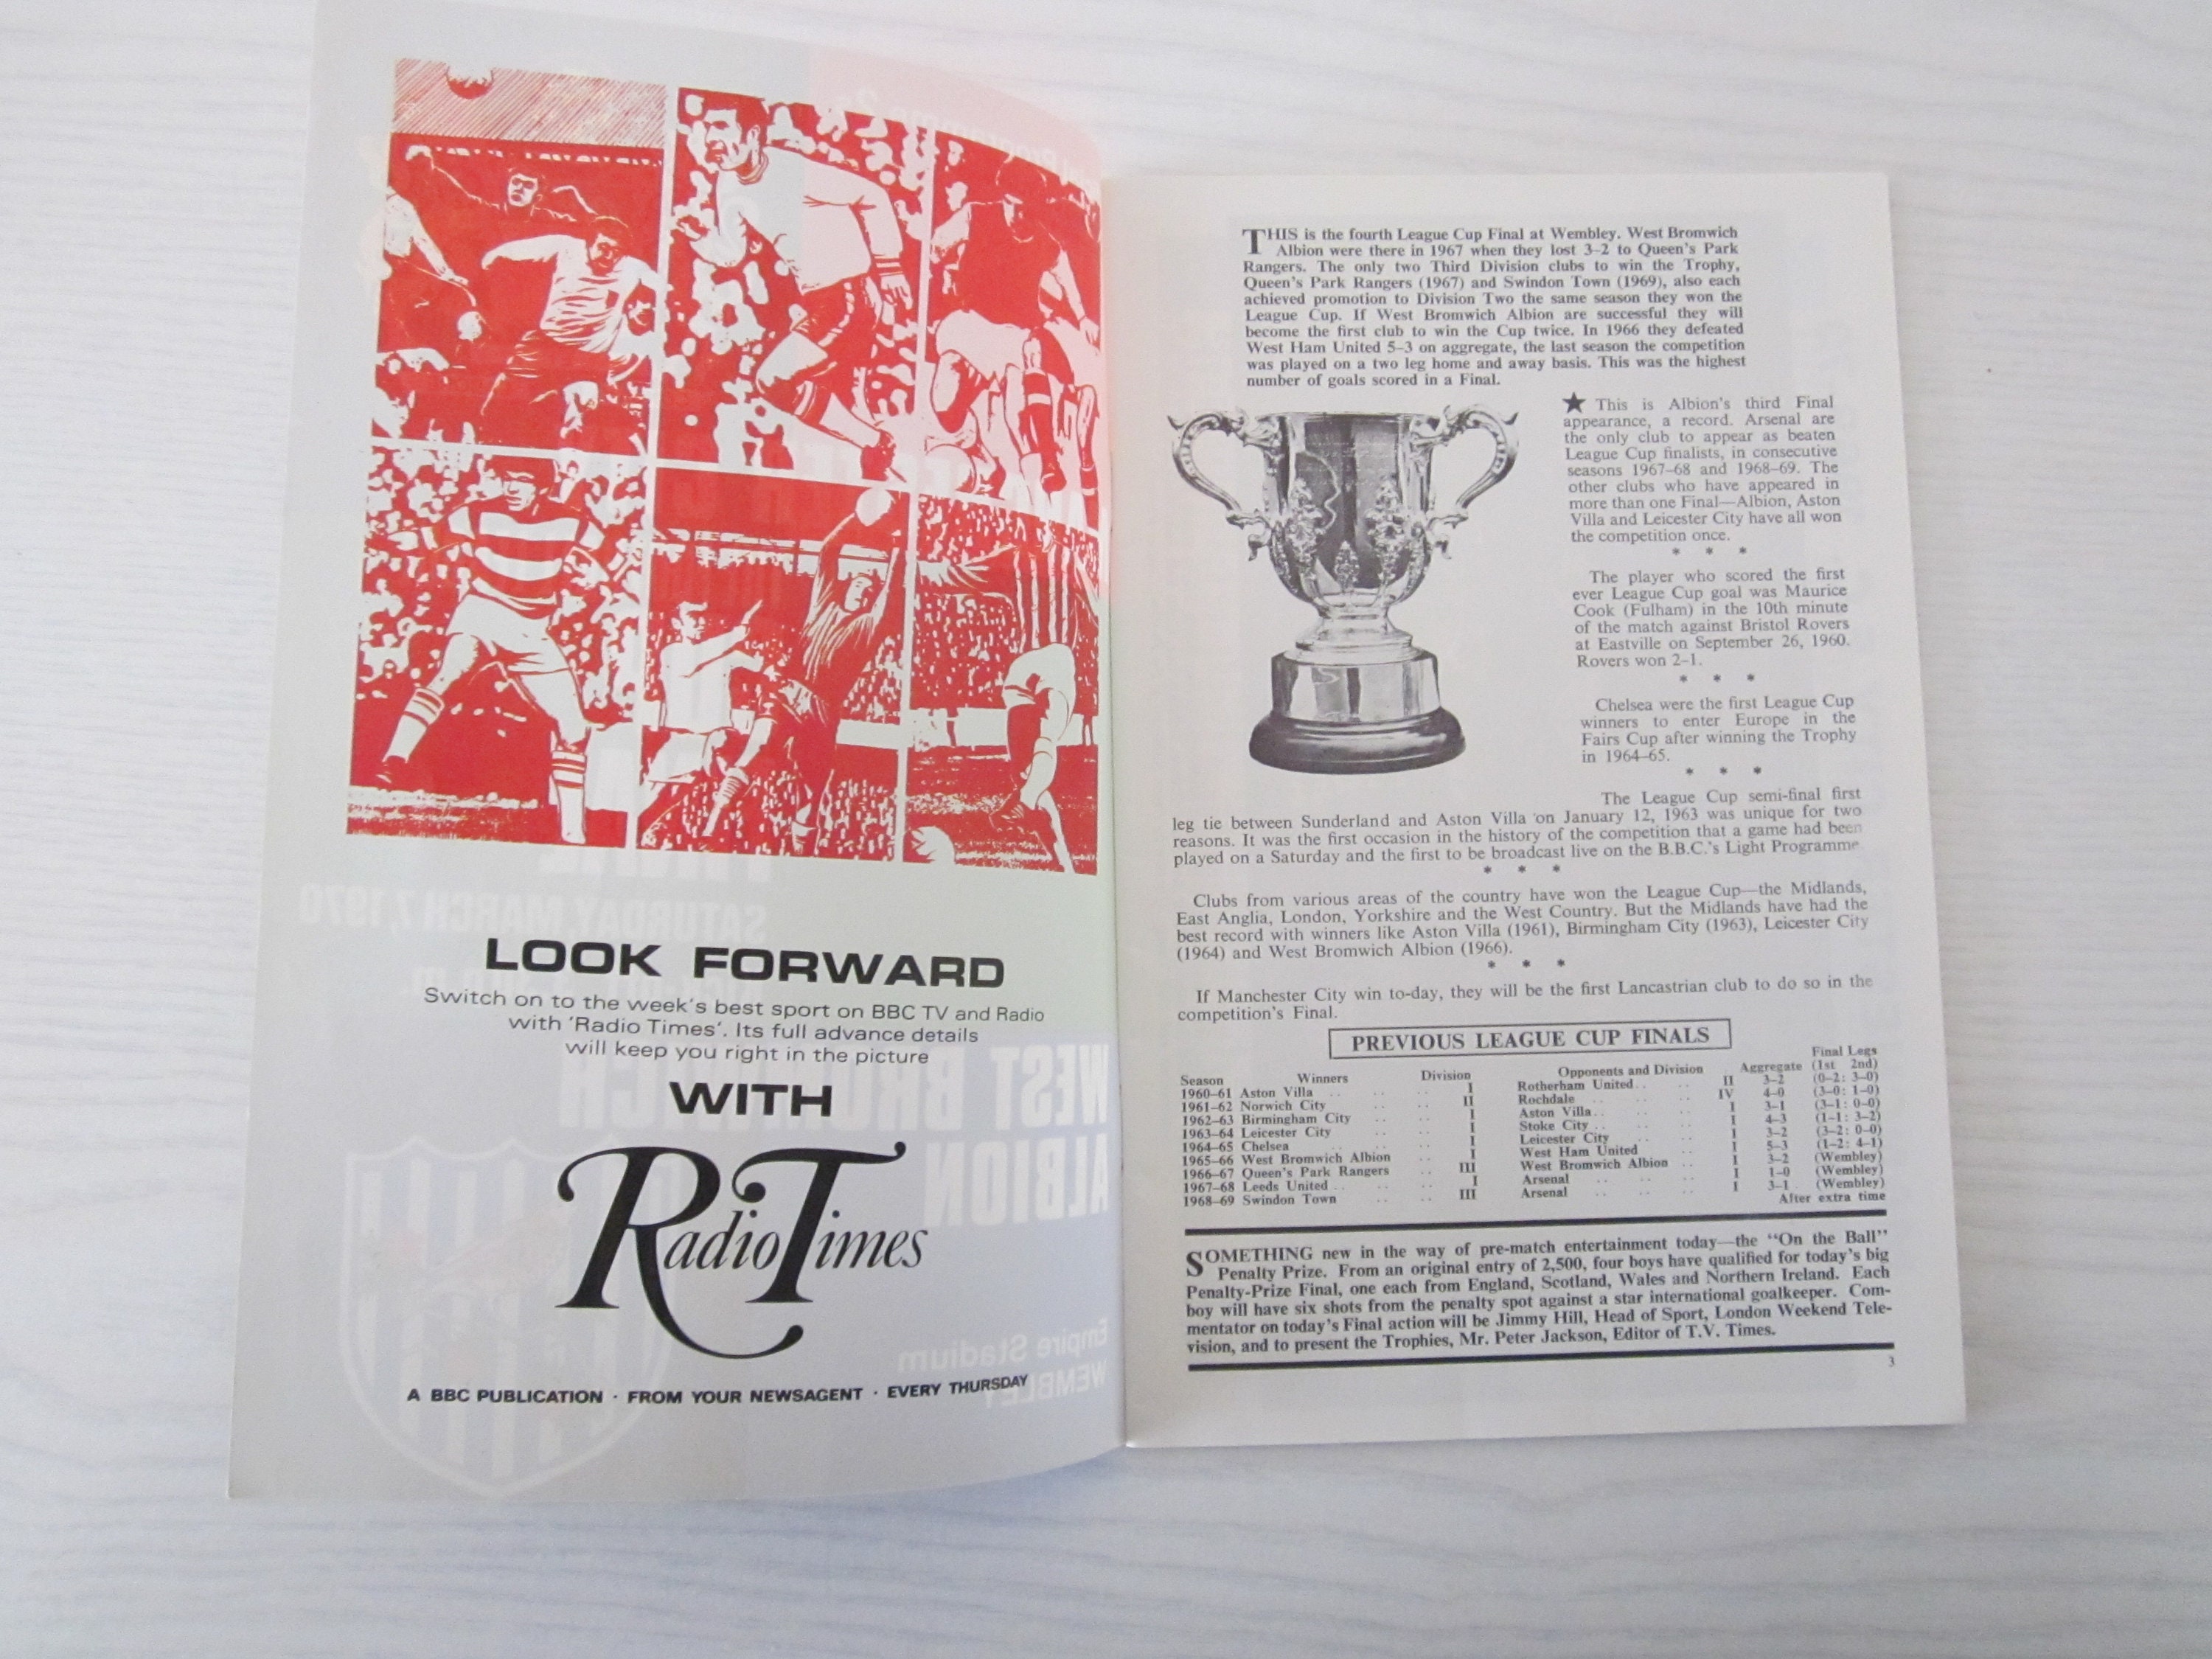 LOOK FORWARD
Switch on to the week's best sport on BBC TV and Radio
with 'Radio Times'. Its full advance details
will keep you right in the picture
WITH
Radio Times
A BBC PUBLICATION · FROM YOUR NEWSAGENT · EVERY THURSDAY
SATURDAY, MARCH 7, 1970
WEST BROMWICH
ALBION
Empire Stadium
WEMBLEY
THIS is the fourth League Cup Final at Wembley. West Bromwich
Albion were there in 1967 when they lost 3–2 to Queen's Park
Rangers. The only two Third Division clubs to win the Trophy,
Queen's Park Rangers (1967) and Swindon Town (1969), also each
achieved promotion to Division Two the same season they won the
League Cup. If West Bromwich Albion are successful they will
become the first club to win the Cup twice. In 1966 they defeated
West Ham United 5–3 on aggregate, the last season the competition
was played on a two leg home and away basis. This was the highest
number of goals scored in a Final.
★ This is Albion's third Final
appearance, a record. Arsenal are
the only club to appear as beaten
League Cup finalists, in consecutive
seasons 1967–68 and 1968–69. The
other clubs who have appeared in
more than one Final—Albion, Aston
Villa and Leicester City have all won
the competition once.
* * *
The player who scored the first
ever League Cup goal was Maurice
Cook (Fulham) in the 10th minute
of the match against Bristol Rovers
at Eastville on September 26, 1960.
Rovers won 2–1.
* * *
Chelsea were the first League Cup
winners to enter Europe in the
Fairs Cup after winning the Trophy
in 1964–65.
* * *
The League Cup semi-final first
leg tie between Sunderland and Aston Villa on January 12, 1963 was unique for two
reasons. It was the first occasion in the history of the competition that a game had been
played on a Saturday and the first to be broadcast live on the B.B.C.'s Light Programme
* * *
Clubs from various areas of the country have won the League Cup—the Midlands,
East Anglia, London, Yorkshire and the West Country. But the Midlands have had the
best record with winners like Aston Villa (1961), Birmingham City (1963), Leicester City
(1964) and West Bromwich Albion (1966).
* * *
If Manchester City win to-day, they will be the first Lancastrian club to do so in the
competition's Final.
PREVIOUS LEAGUE CUP FINALS
Season Winners Division Opponents and Division Aggregate Final Legs (1st 2nd)
1960–61 Aston Villa .. .. I Rotherham United .. .. II 3–2 (0–2: 3–0)
1961–62 Norwich City .. .. II Rochdale .. .. .. IV 4–0 (3–0: 1–0)
1962–63 Birmingham City .. .. I Aston Villa .. .. .. I 3–1 (3–1: 0–0)
1963–64 Leicester City .. .. I Stoke City .. .. .. I 4–3 (1–1: 3–2)
1964–65 Chelsea .. .. .. I Leicester City .. .. I 3–2 (3–2: 0–0)
1965–66 West Bromwich Albion .. I West Ham United .. .. I 5–3 (1–2: 4–1)
1966–67 Queen's Park Rangers .. III West Bromwich Albion .. I 3–2 (Wembley)
1967–68 Leeds United .. .. .. I Arsenal .. .. .. I 1–0 (Wembley)
1968–69 Swindon Town .. .. III Arsenal .. .. .. I 3–1 (Wembley)
After extra time
SOMETHING new in the way of pre-match entertainment today—the "On the Ball"
Penalty Prize. From an original entry of 2,500, four boys have qualified for today's big
Penalty-Prize Final, one each from England, Scotland, Wales and Northern Ireland. Each
boy will have six shots from the penalty spot against a star international goalkeeper. Com-
mentator on today's Final action will be Jimmy Hill, Head of Sport, London Weekend Tele-
vision, and to present the Trophies, Mr. Peter Jackson, Editor of T.V. Times.
3